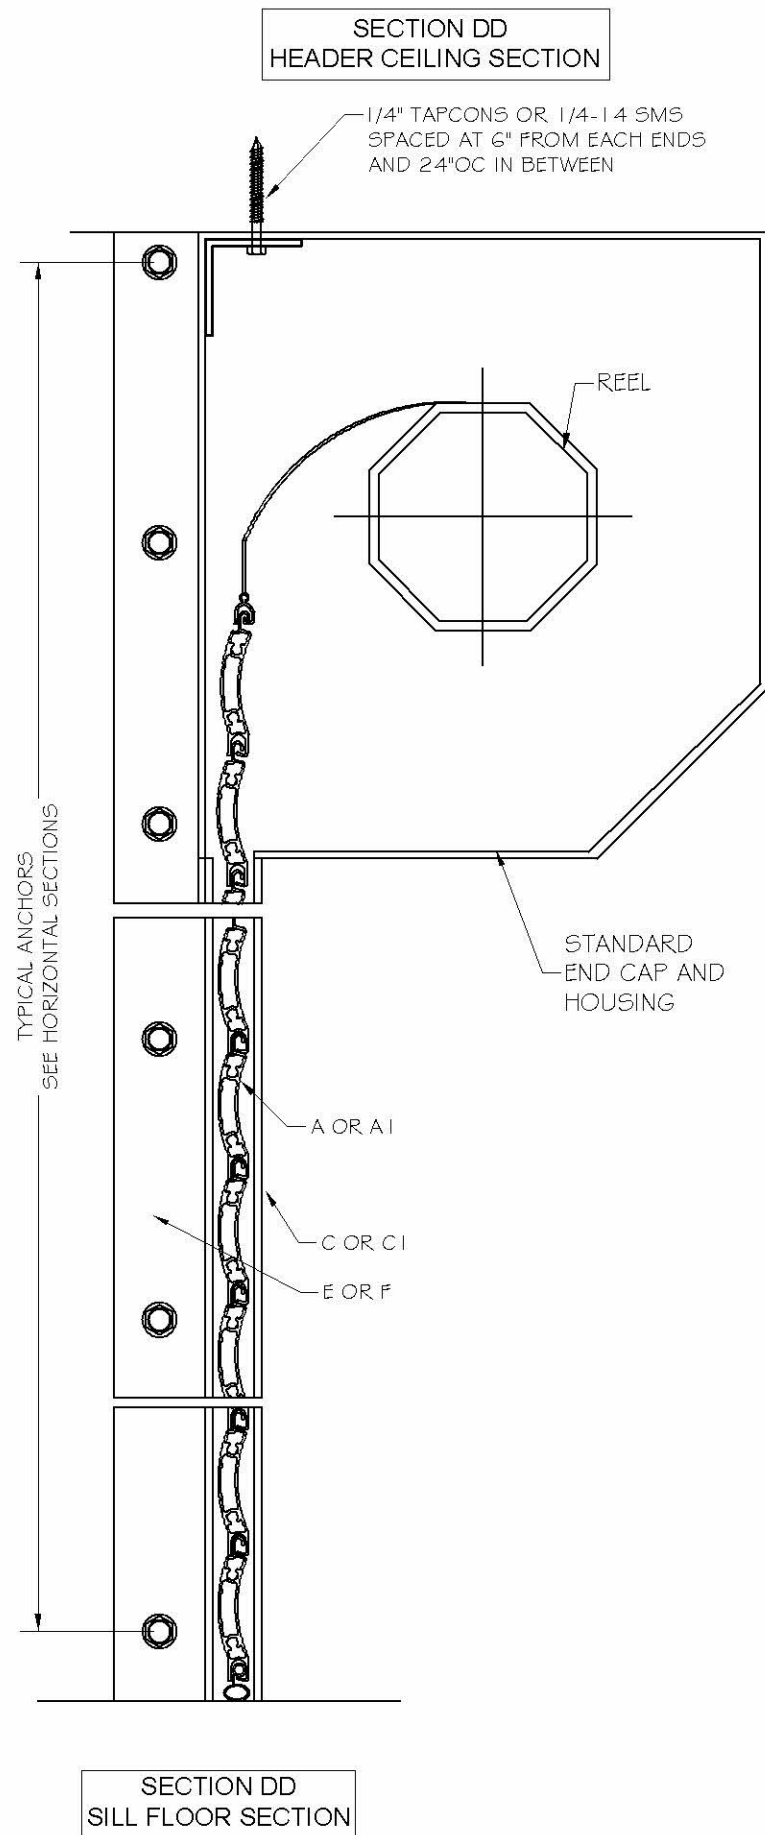 SECTION DD
HEADER CEILING SECTION
1/4" TAPCONS OR 1/4-14 SMS
SPACED AT 6" FROM EACH ENDS
AND 24"OC IN BETWEEN
REEL
TYPICAL ANCHORS
SEE HORIZONTAL SECTIONS
STANDARD
END CAP AND
HOUSING
A OR A1
C OR C1
E OR F
SECTION DD
SILL FLOOR SECTION